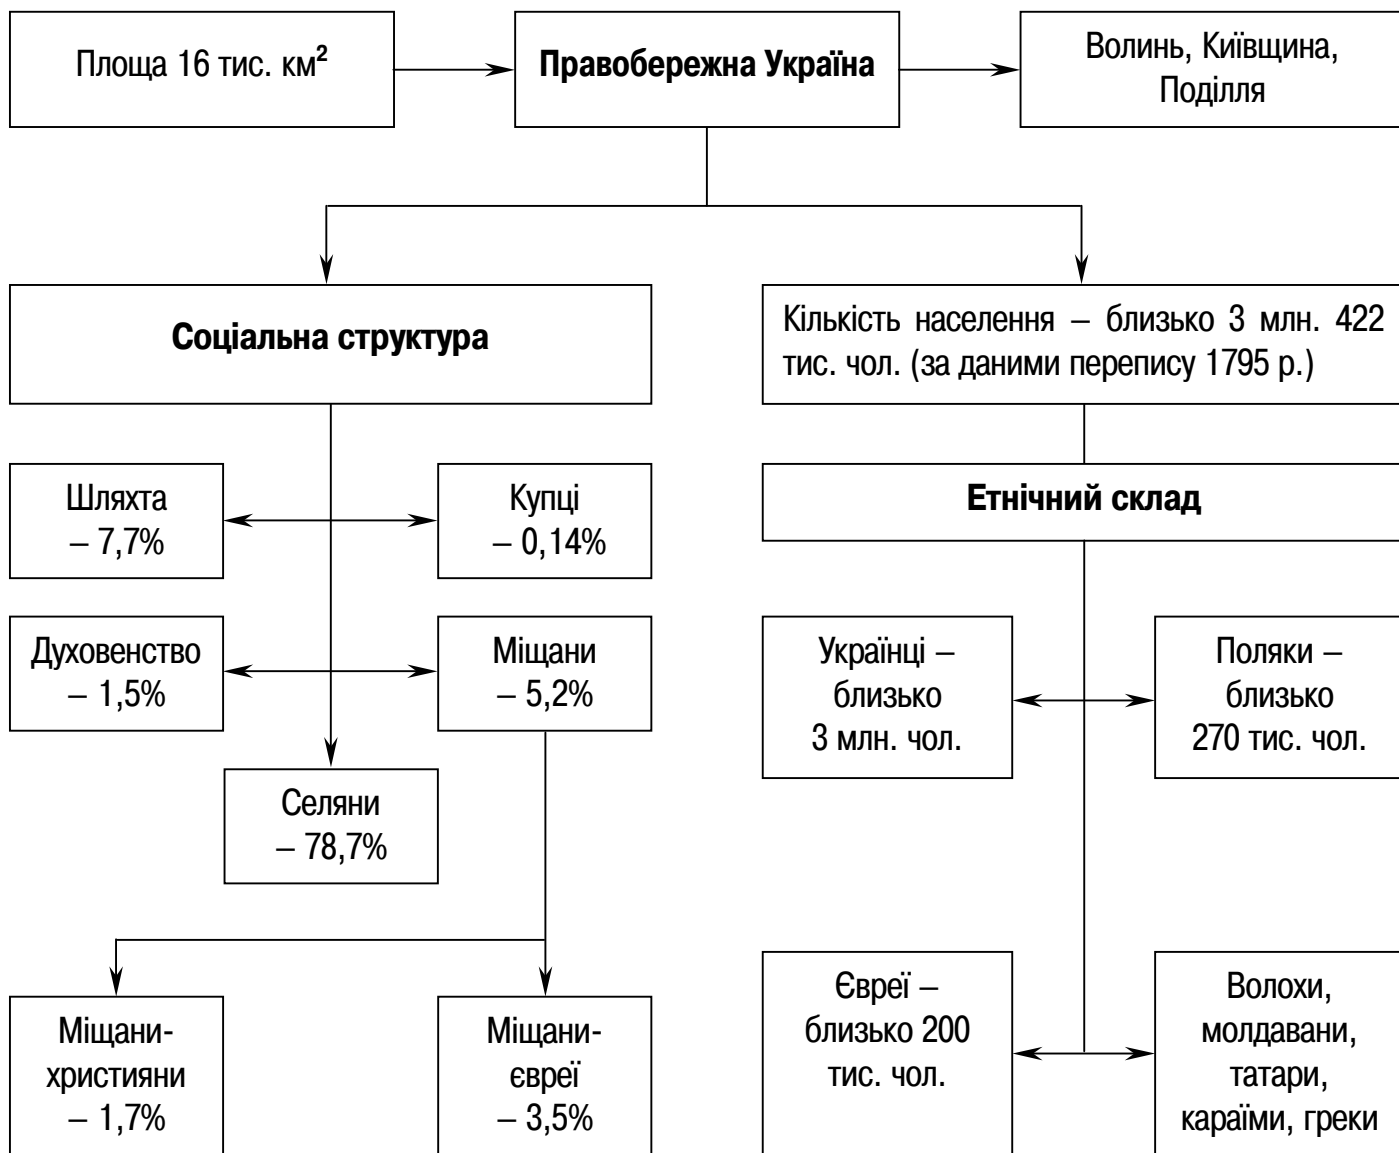 Площа 16 тис. км²
Правобережна Україна
Волинь, Київщина,
Поділля
Соціальна структура
Кількість населення – близько 3 млн. 422
тис. чол. (за даними перепису 1795 р.)
Шляхта
– 7,7%
Купці
– 0,14%
Духовенство
– 1,5%
Міщани
– 5,2%
Селяни
– 78,7%
Міщани-
християни
– 1,7%
Міщани-
євреї
– 3,5%
Етнічний склад
Українці –
близько
3 млн. чол.
Поляки –
близько
270 тис. чол.
Євреї –
близько 200
тис. чол.
Волохи,
молдавани,
татари,
караїми, греки